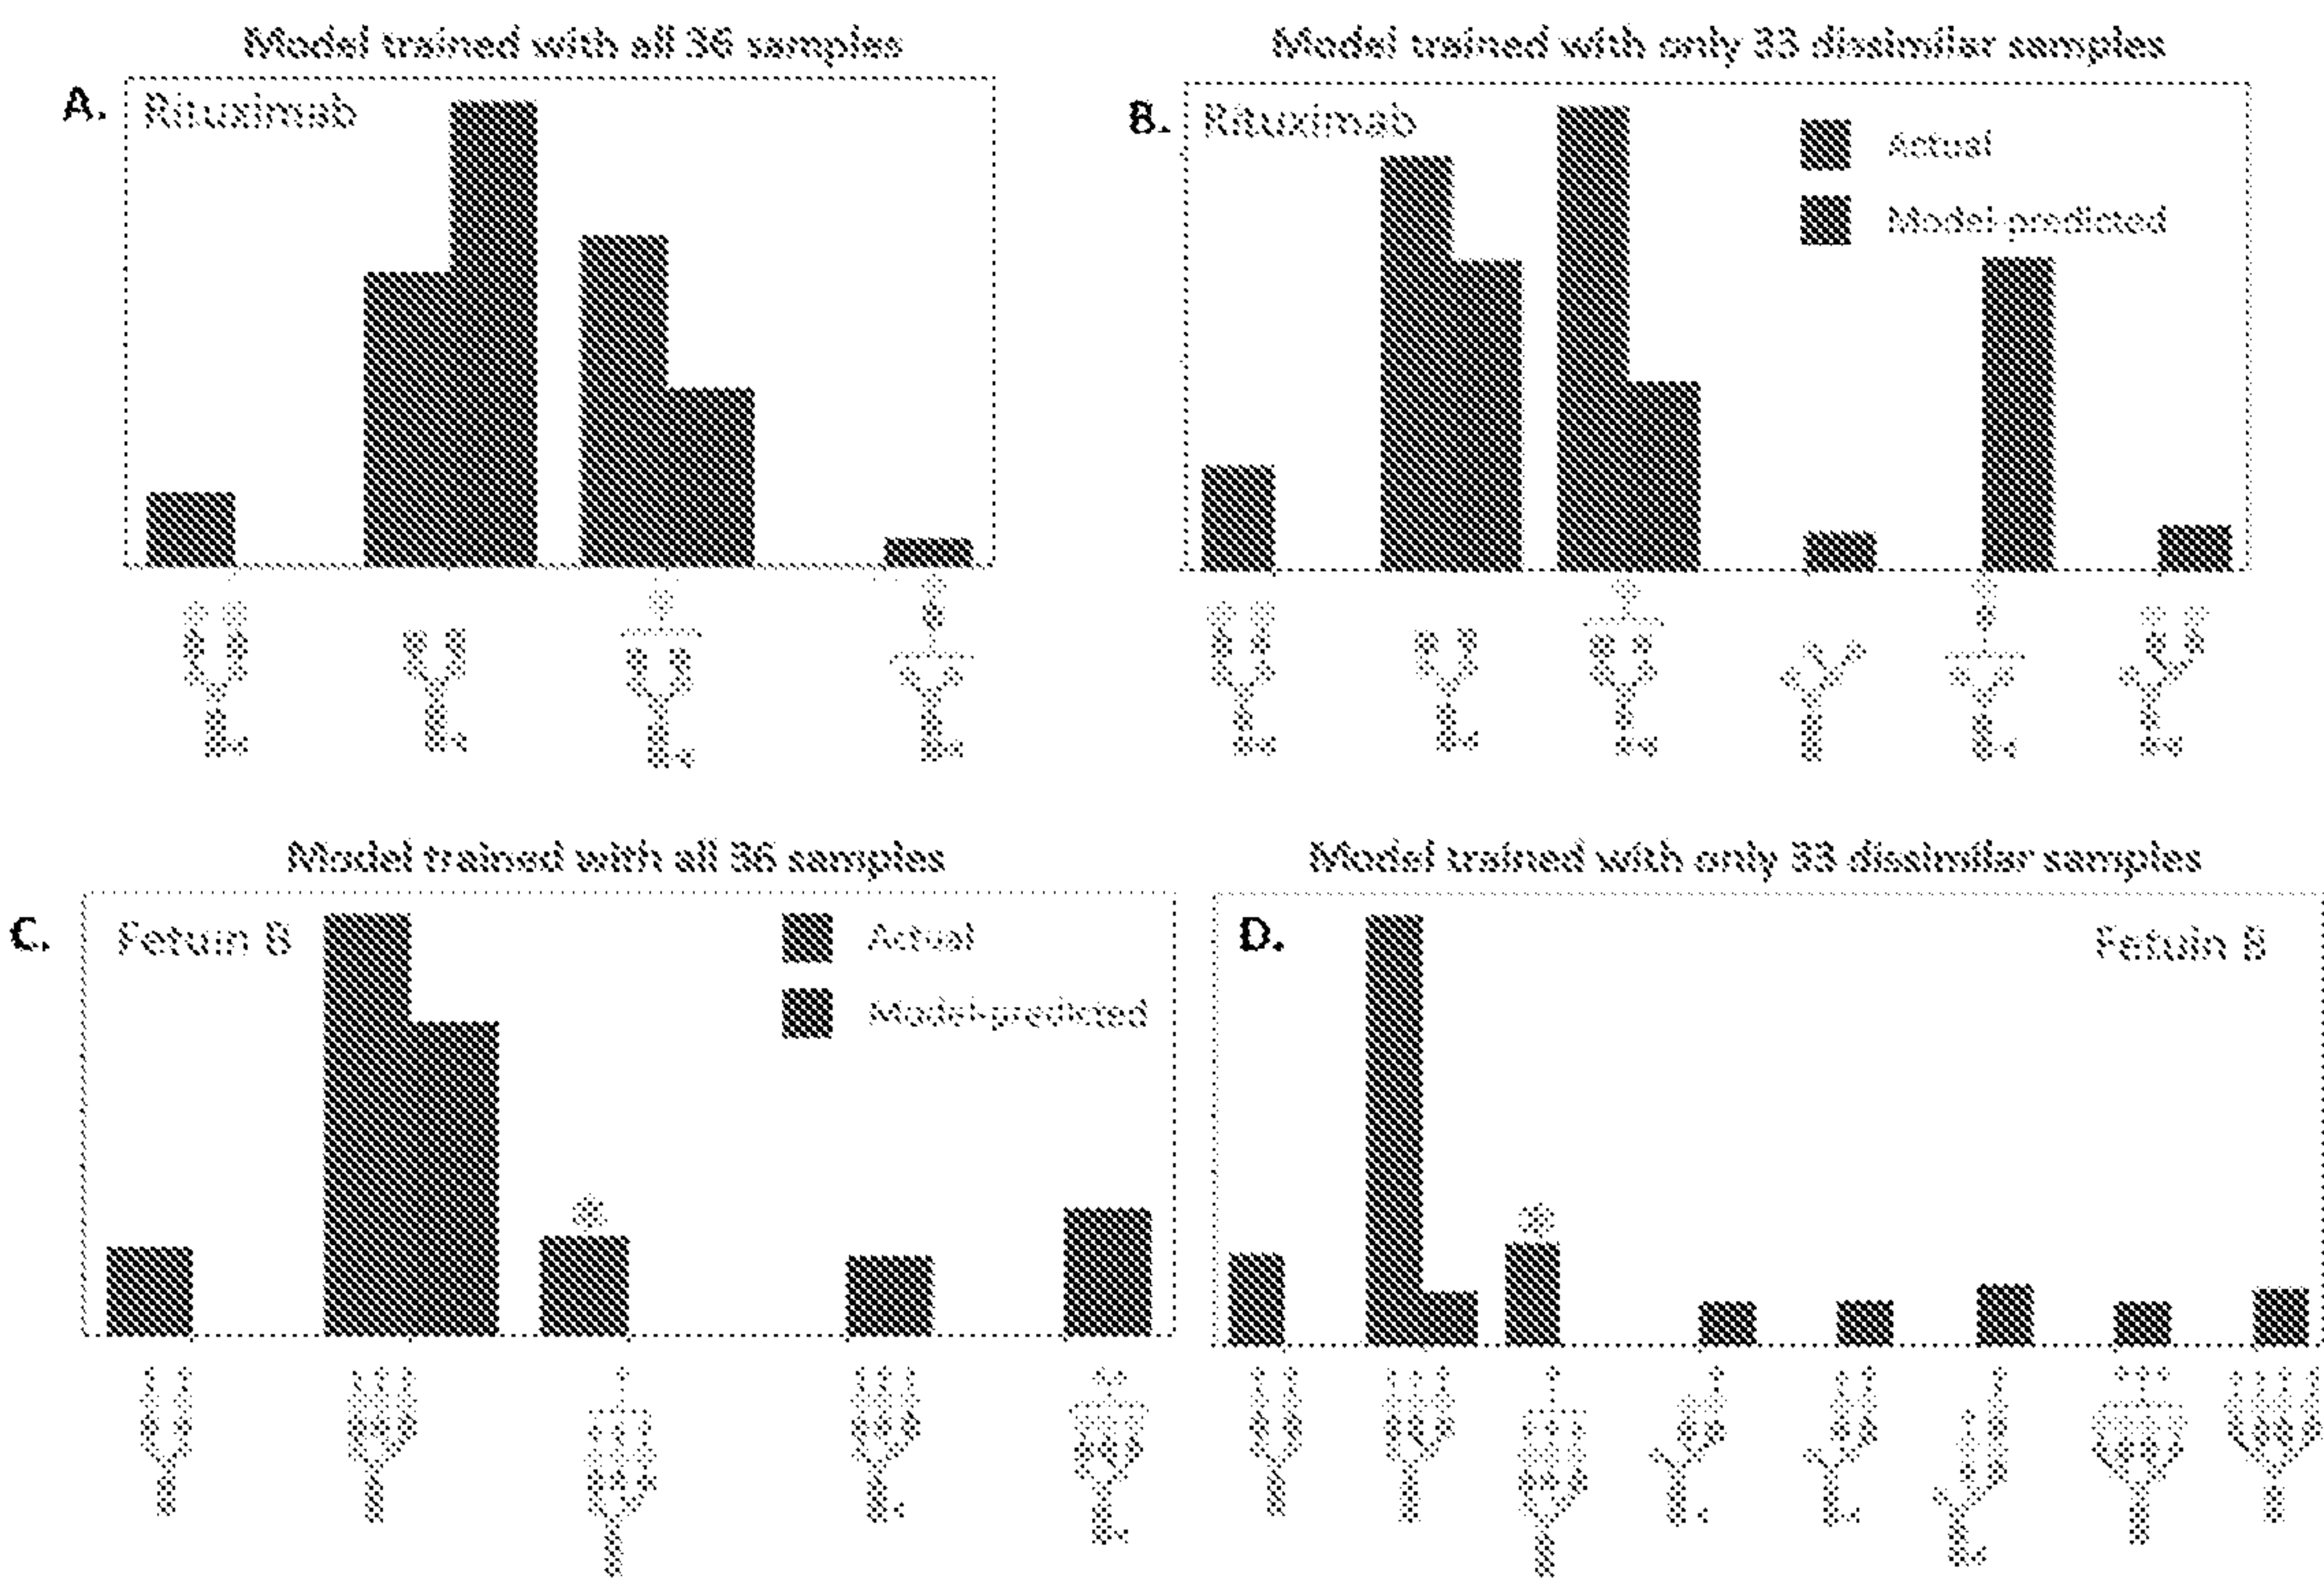 Model trained with all 36 samples
A.
Rituximab
Model trained with only 33 dissimilar samples
B.
Rituximab
Actual
Model-predicted
Model trained with all 36 samples
C.
Fetuin B
Actual
Model-predicted
Model trained with only 33 dissimilar samples
D.
Fetuin B